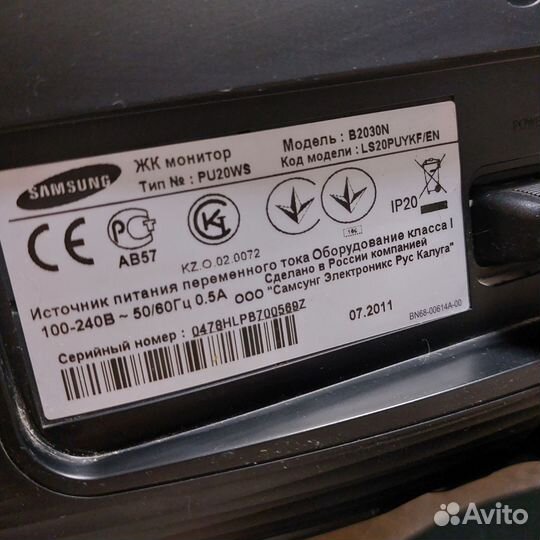 SAMSUNG
ЖК монитор
Тип № : PU20WS
Модель : B2030N
Код модели : LS20PUYKF/EN
CE
АВ57
KZ.O.02.0072
IP20
Источник питания переменного тока Оборудование класса I
100-240В ~ 50/60Гц 0.5A
Сделано в России компанией
ООО "Самсунг Электроникс Рус Калуга"
Серийный номер : 0478HLPB700589Z
07.2011
BN68-00614A-00
Avito